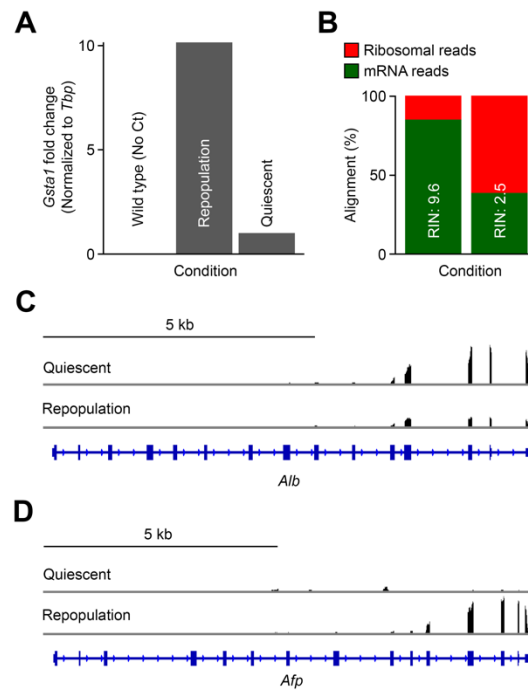 A
Gsta1 fold change
(Normalized to Tbp)
10
5
0
Wild type (No Ct)
Repopulation
Quiescent
Condition
B
Ribosomal reads
mRNA reads
Alignment (%)
100
50
0
RIN: 9.6
RIN: 2.5
Condition
C
5 kb
Quiescent
Repopulation
Alb
D
5 kb
Quiescent
Repopulation
Afp